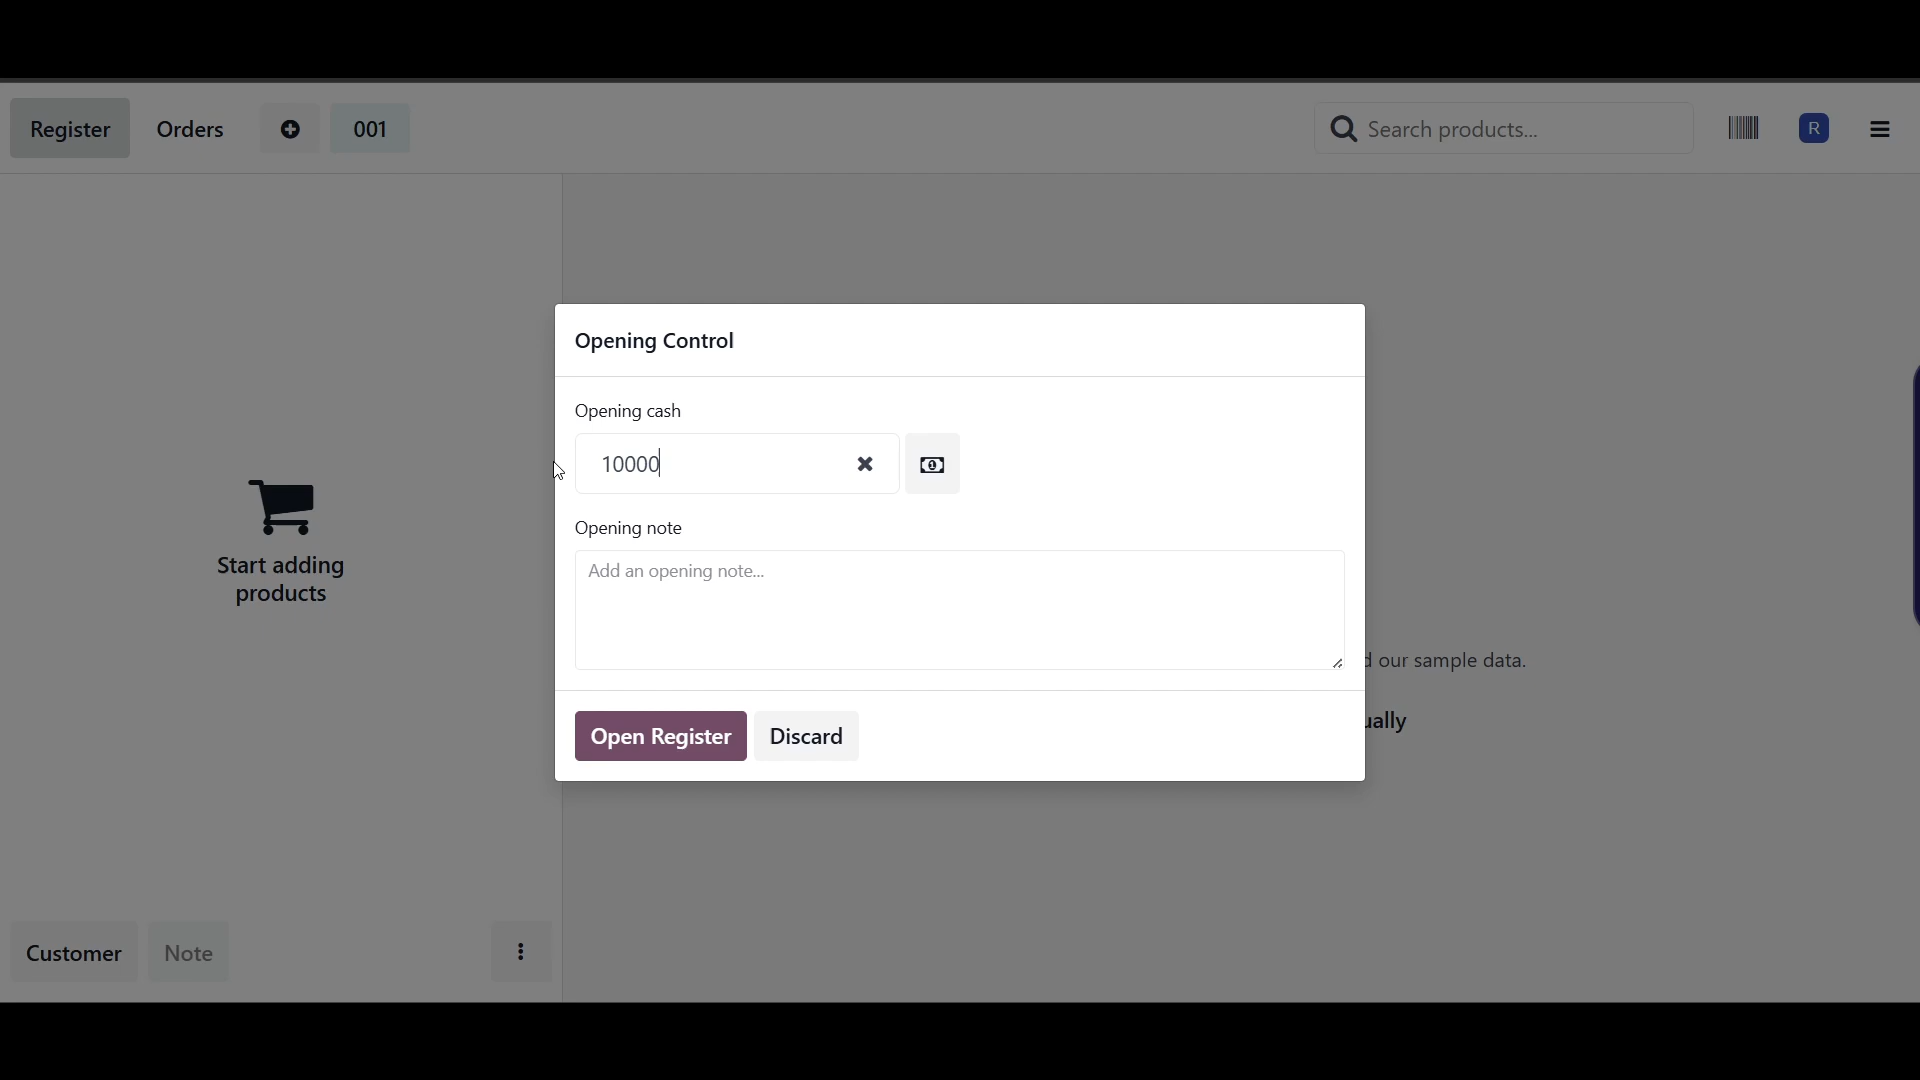 Register Orders 001 Search products... R
Opening Control
Opening cash
10000
Opening note
Add an opening note...
Start adding
products
our sample data.
Open Register Discard
Customer Note